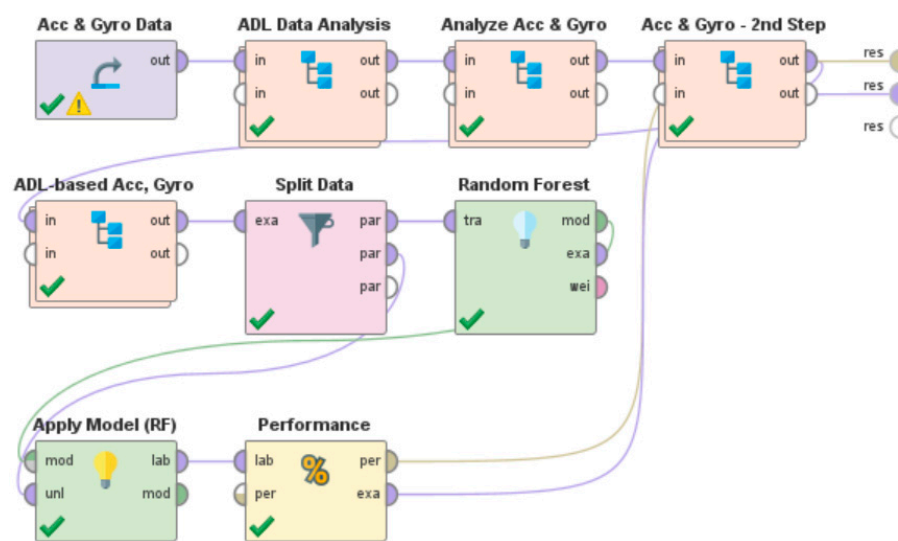 Acc & Gyro Data
ADL Data Analysis
Analyze Acc & Gyro
Acc & Gyro - 2nd Step
out
in
out
in
out
in
out
res
in
out
in
out
in
out
res
res
ADL-based Acc, Gyro
Split Data
Random Forest
in
out
exa
par
tra
mod
in
out
par
exa
par
wei
Apply Model (RF)
Performance
mod
lab
lab
per
%
unl
mod
per
exa